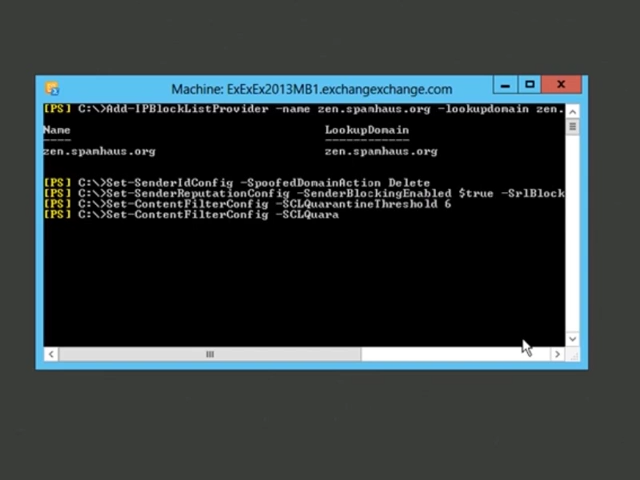 Machine: ExExEx2013MB1.exchangexchange.com
[PS] C:\>Add-IPBlockListProvider -name zen.spamhaus.org -lookupdomain zen.
Name LookupDomain
---- ------------
zen.spamhaus.org zen.spamhaus.org
[PS] C:\>Set-SenderIdConfig -SpoofedDomainAction Delete
[PS] C:\>Set-SenderReputationConfig -SenderBlockingEnabled $true -SrlBlock
[PS] C:\>Set-ContentFilterConfig -SCLQuarantineThreshold 6
[PS] C:\>Set-ContentFilterConfig -SCLQuara